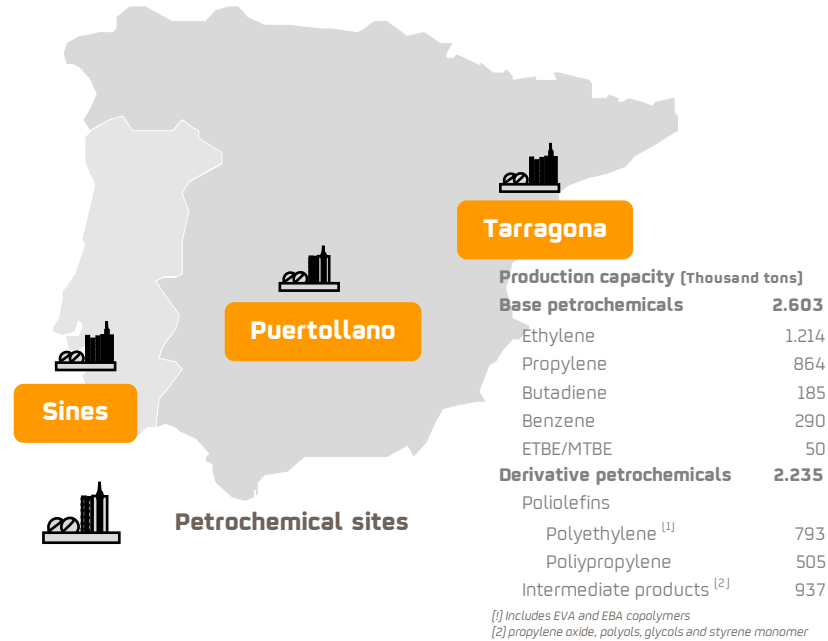 Tarragona
Puertollano
Sines
Petrochemical sites
Production capacity (Thousand tons)
Base petrochemicals 2.603
Ethylene 1.214
Propylene 864
Butadiene 185
Benzene 290
ETBE/MTBE 50
Derivative petrochemicals 2.235
Poliolefins
Polyethylene [1] 793
Poliypropylene 505
Intermediate products [2] 937
[!] Includes EVA and EBA copolymers
[2] propylene oxide, polyols, glycols and styrene monomer